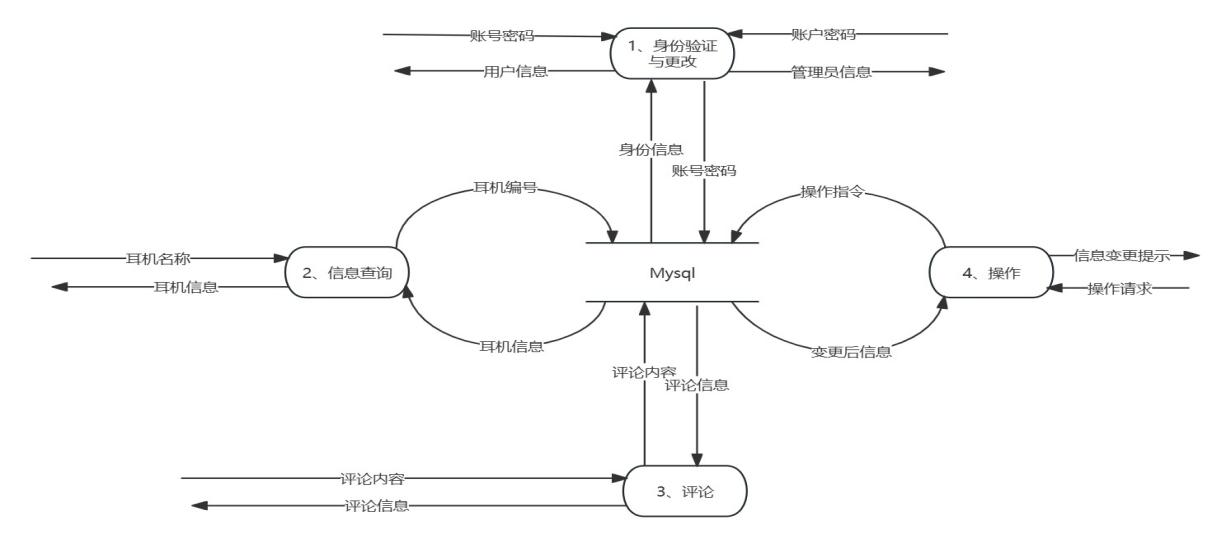 账号密码
账户密码
1、身份验证
与更改
用户信息
管理员信息
身份信息
账号密码
耳机编号
操作指令
耳机名称
信息变更提示
2、信息查询
Mysql
4、操作
耳机信息
操作请求
耳机信息
变更后信息
评论内容
评论信息
评论内容
3、评论
评论信息